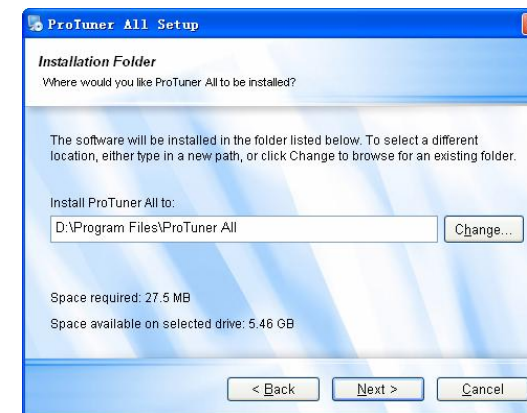 ProTuner All Setup
Installation Folder
Where would you like ProTuner All to be installed?
The software will be installed in the folder listed below. To select a different
location, either type in a new path, or click Change to browse for an existing folder.
Install ProTuner All to:
D:\Program Files\ProTuner All
Change...
Space required: 27.5 MB
Space available on selected drive: 5.46 GB
< Back
Next >
Cancel